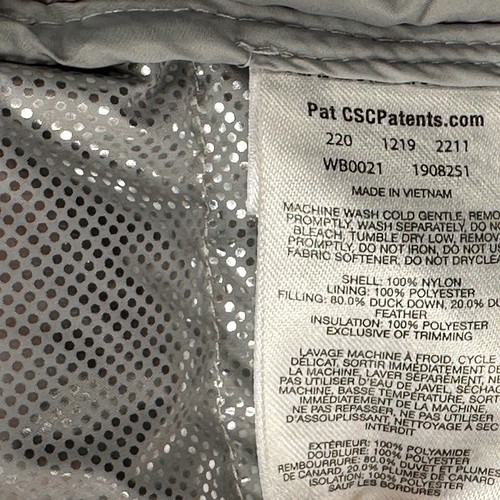 Pat CSCPatents.com
220 1219 2211
WB0021 1908251
MADE IN VIETNAM
MACHINE WASH COLD GENTLE, REMO
PROMPTLY, WASH SEPARATELY, DO NO
BLEACH, TUMBLE DRY LOW, REMOV
PROMPTLY, DO NOT IRON, DO NOT US
FABRIC SOFTENER, DO NOT DRYCLEA
SHELL: 100% NYLON
LINING: 100% POLYESTER
FILLING: 80.0% DUCK DOWN, 20.0% DU
FEATHER
INSULATION: 100% POLYESTER
EXCLUSIVE OF TRIMMING
LAVAGE MACHINE À FROID, CYCLE
DÉLICAT, SORTIR IMMÉDIATEMENT DE
LA MACHINE, LAVER SÉPARÉMENT, NE
PAS UTILISER D'EAU DE JAVEL, SÉCHAG
MACHINE, BASSE TEMPÉRATURE, SORT
IMMÉDIATEMENT DE LA MACHINE,
NE PAS REPASSER, NE PAS UTILISE
D'ASSOUPLISSANT, NETTOYAGE À SEC
INTERDIT
EXTÉRIEUR: 100% POLYAMIDE
DOUBLURE: 100% POLYESTER
REMBOURRURE: 80.0% DUVET ET PLUMES
DE CANARD, 20.0% PLUMES DE CANARD
ISOLATION: 100% POLYESTER
SAUF LES BORDURES